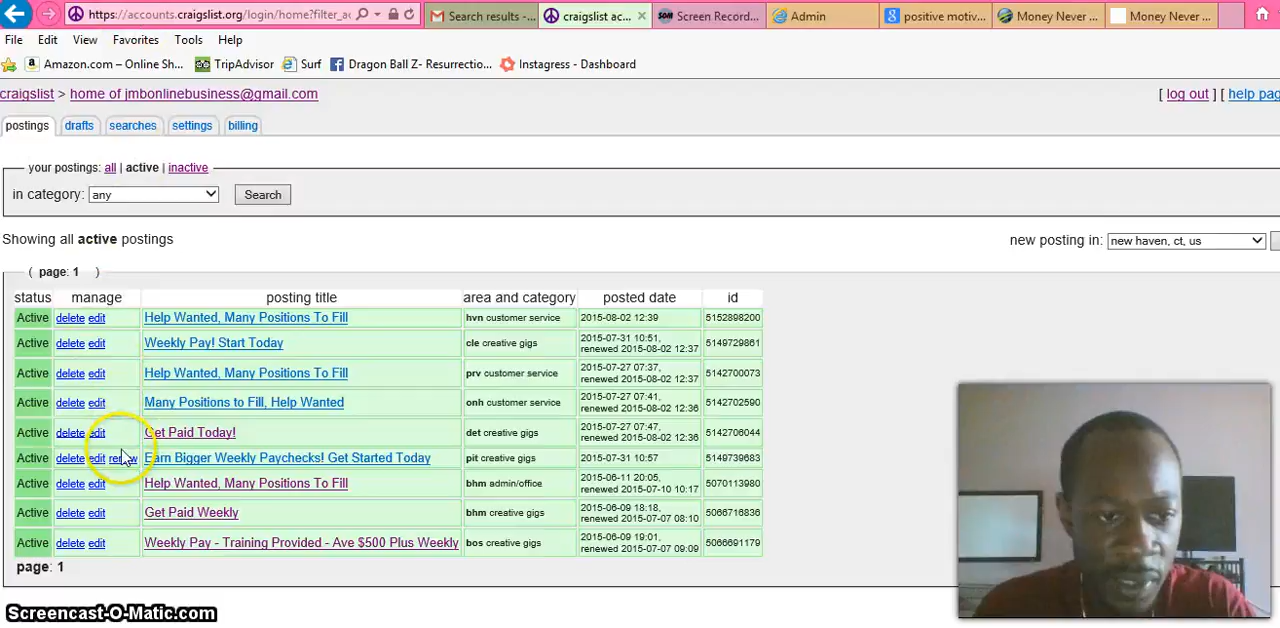 https://accounts.craigslist.org/login/home?filter_ac
Search results -...
craigslist ac...
Screen Record...
Admin
positive motiv...
Money Never ...
Money Never ...
File Edit View Favorites Tools Help
Amazon.com – Online Sh... TripAdvisor Surf Dragon Ball Z- Resurrectio... Instagress - Dashboard
craigslist > home of jmbonlinebusiness@gmail.com [ log out ] [ help pag
postings drafts searches settings billing
your postings: all | active | inactive
in category: any Search
Showing all active postings new posting in: new haven, ct, us
( page: 1 )
status manage posting title area and category posted date id
Active delete edit Help Wanted, Many Positions To Fill hvn customer service 2015-08-02 12:39 5152898200
Active delete edit Weekly Pay! Start Today cle creative gigs 2015-07-31 10:51, renewed 2015-08-02 12:37 5149729861
Active delete edit Help Wanted, Many Positions To Fill prv customer service 2015-07-27 07:37, renewed 2015-08-02 12:37 5142700073
Active delete edit Many Positions to Fill, Help Wanted onh customer service 2015-07-27 07:41, renewed 2015-08-02 12:36 5142702590
Active delete edit Get Paid Today! det creative gigs 2015-07-27 07:47, renewed 2015-08-02 12:36 5142706044
Active delete edit renew Earn Bigger Weekly Paychecks! Get Started Today pit creative gigs 2015-07-31 10:57 5149739683
Active delete edit Help Wanted, Many Positions To Fill bhm admin/office 2015-06-11 20:05, renewed 2015-07-10 10:17 5070113980
Active delete edit Get Paid Weekly bhm creative gigs 2015-06-09 18:18, renewed 2015-07-07 08:10 5066716836
Active delete edit Weekly Pay - Training Provided - Ave $500 Plus Weekly bos creative gigs 2015-06-09 19:01, renewed 2015-07-07 09:09 5066691179
page: 1
Screencast-O-Matic.com